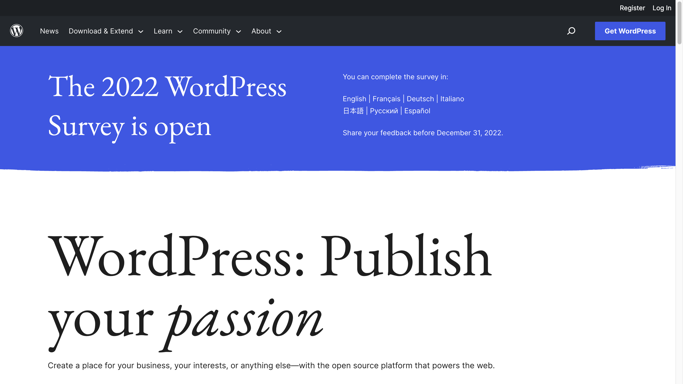 Register Log In
News Download & Extend Learn Community About Get WordPress
The 2022 WordPress
Survey is open
You can complete the survey in:
English | Français | Deutsch | Italiano
日本語 | Русский | Español
Share your feedback before December 31, 2022.
WordPress: Publish
your passion
Create a place for your business, your interests, or anything else—with the open source platform that powers the web.